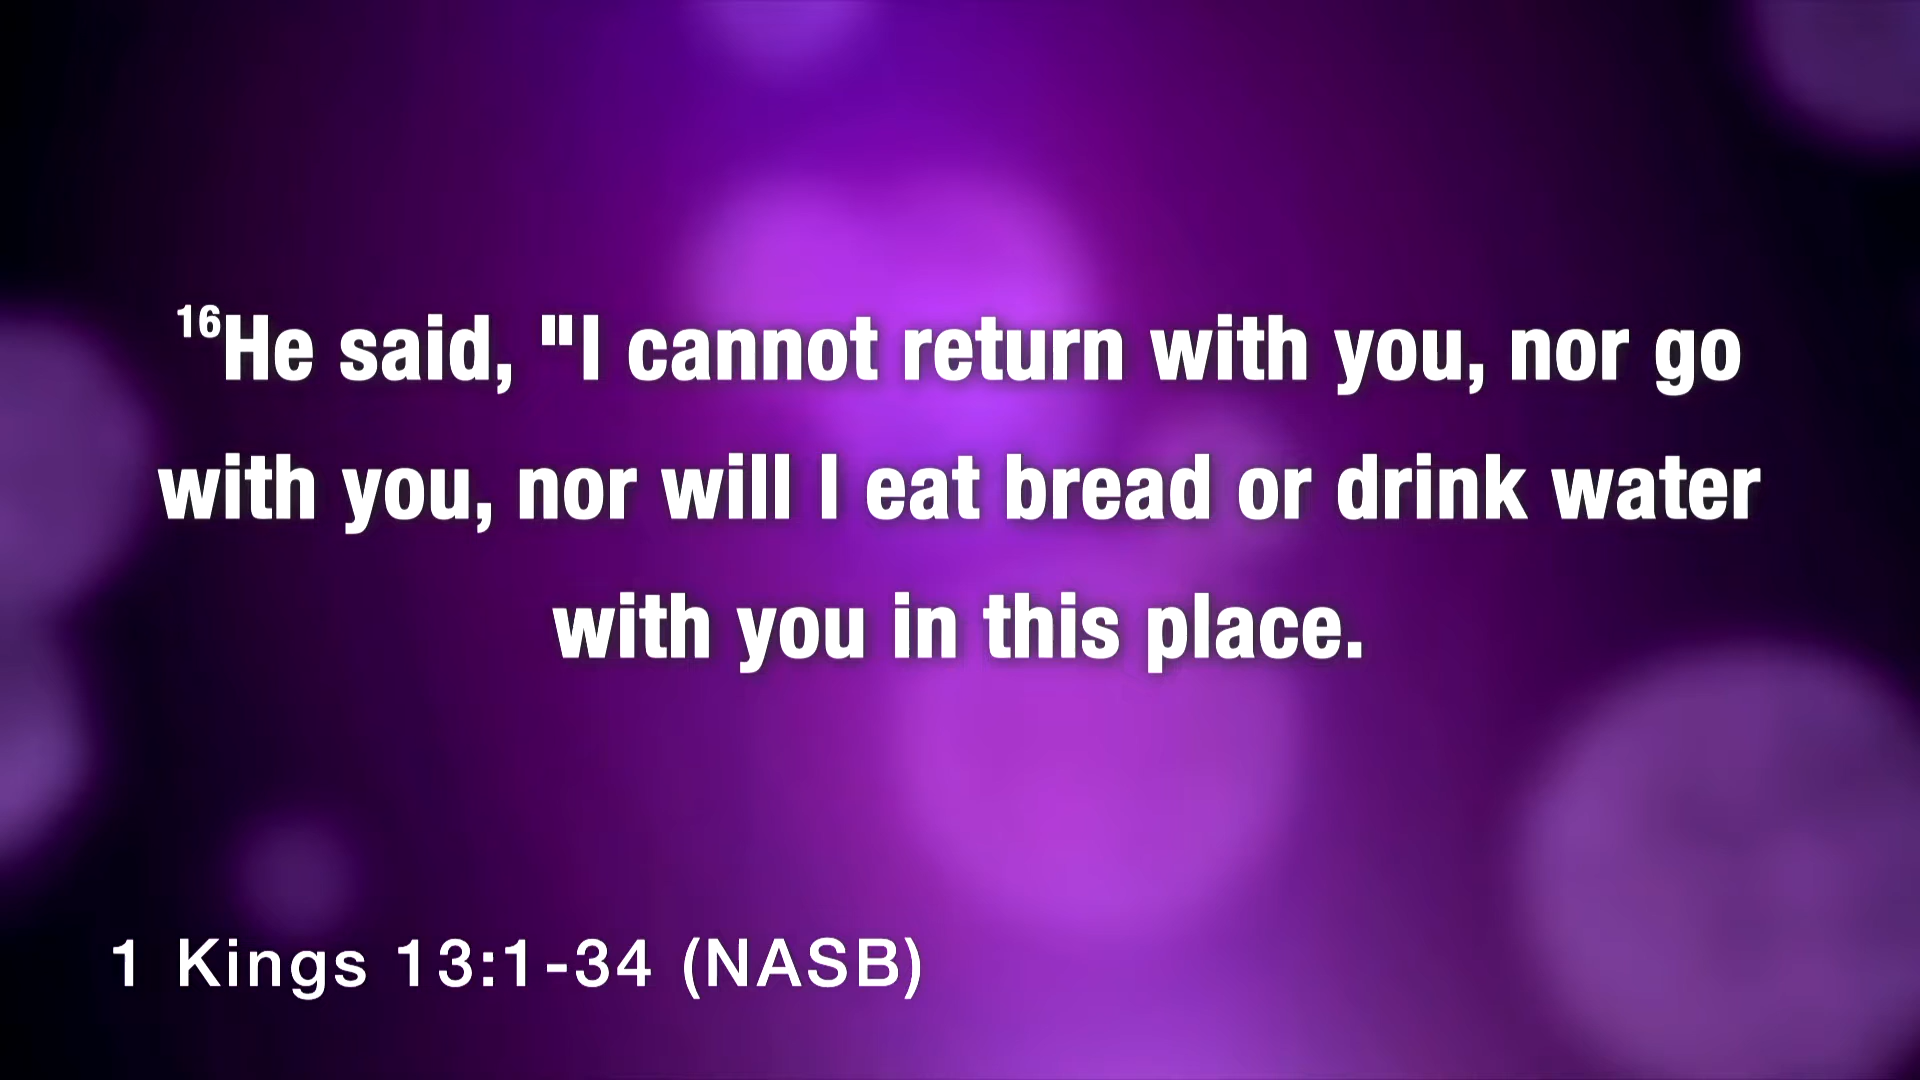 16He said, "I cannot return with you, nor go
with you, nor will I eat bread or drink water
with you in this place.
1 Kings 13:1-34 (NASB)